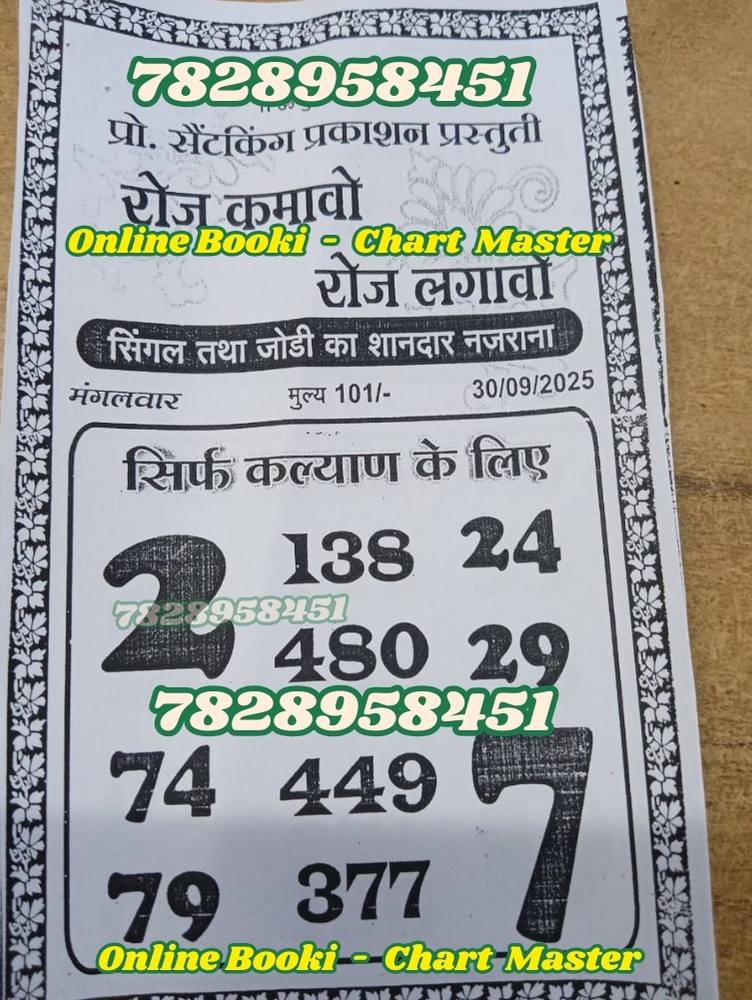 7828958451
प्रो. सैंटकिंग प्रकाशन प्रस्तुती
रोज कमावो
Online Booki - Chart Master
रोज लगावो
सिंगल तथा जोडी का शानदार नज़राना
मंगलवार मुल्य 101/- 30/09/2025
सिर्फ कल्याण के लिए
2 138 24
7828958451
480 29
7828958451
74 449 7
79 377
Online Booki - Chart Master